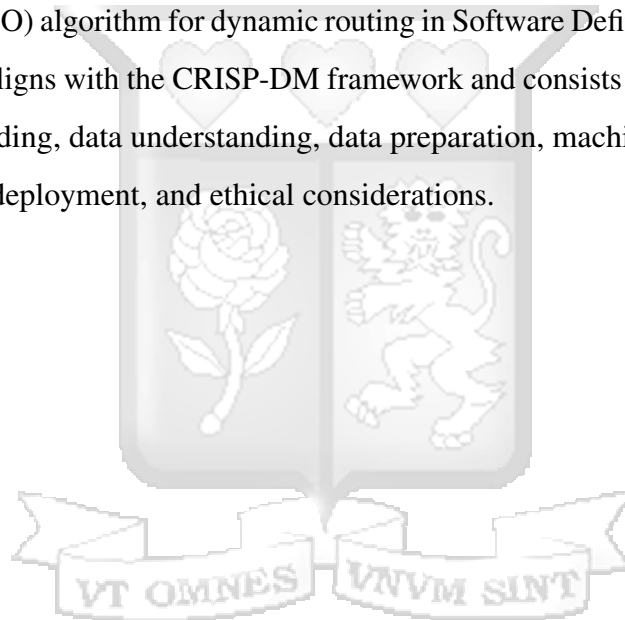 O) algorithm for dynamic routing in Software Defi
ligns with the CRISP-DM framework and consists
ding, data understanding, data preparation, machi
deployment, and ethical considerations.
VT OMNES VNVM SINT